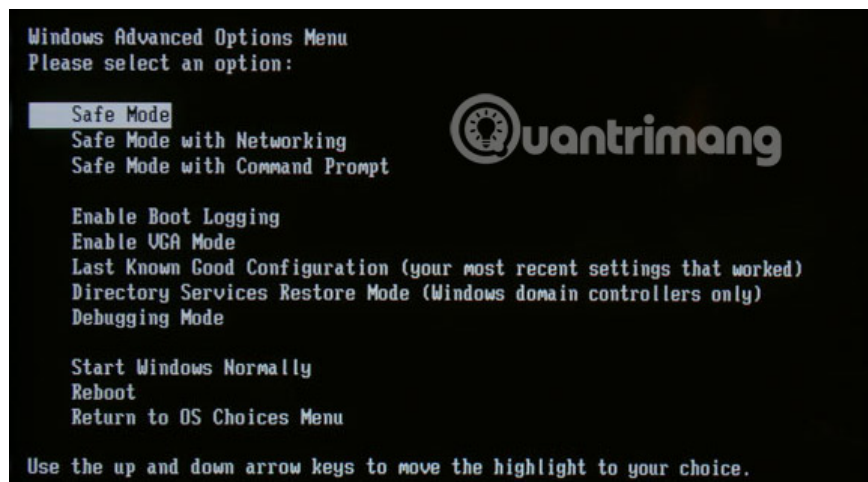 Windows Advanced Options Menu
Please select an option:
Safe Mode
Safe Mode with Networking
Safe Mode with Command Prompt
Quantrimang
Enable Boot Logging
Enable VGA Mode
Last Known Good Configuration (your most recent settings that worked)
Directory Services Restore Mode (Windows domain controllers only)
Debugging Mode
Start Windows Normally
Reboot
Return to OS Choices Menu
Use the up and down arrow keys to move the highlight to your choice.